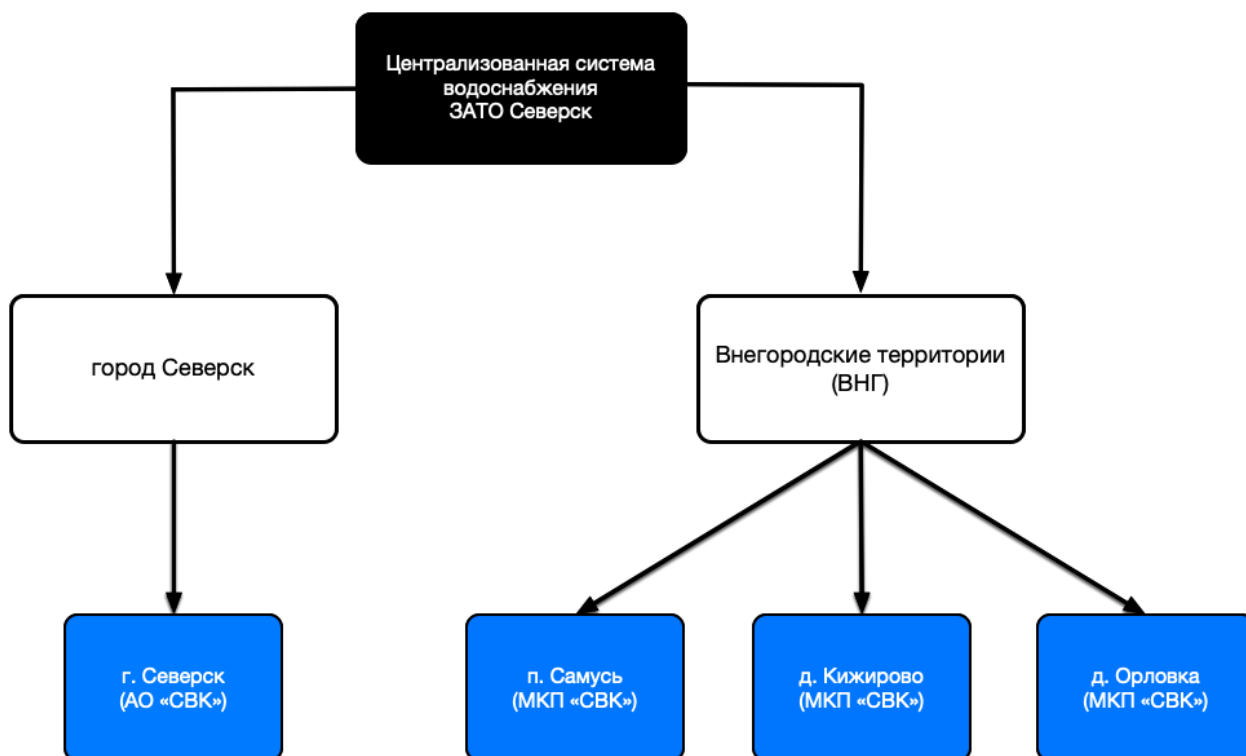 Централизованная система
водоснабжения
ЗАТО Северск
город Северск
Внегородские территории
(ВНГ)
г. Северск
(АО «СВК»)
п. Самусь
(МКП «СВК»)
д. Кижирово
(МКП «СВК»)
д. Орловка
(МКП «СВК»)